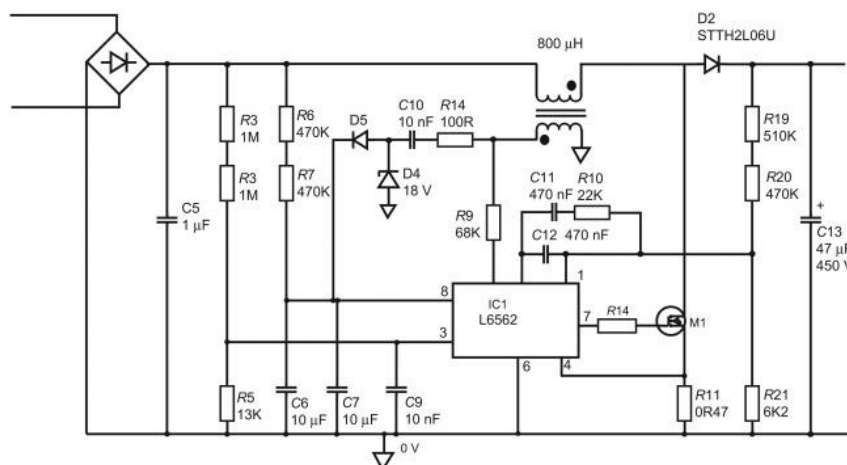 D2
STTH2L06U
800 μH
C10
10 nF
R14
100R
R3
1M
R6
470K
D5
R19
510K
D4
18 V
C11
470 nF
R10
22K
R3
1M
R7
470K
R20
470K
C5
1 μF
R9
68K
C12
470 nF
+
C13
47 μF
450 V
1
8
IC1
L6562
7
R14
M1
3
6
4
R5
13K
C6
10 μF
C7
10 μF
C9
10 nF
R11
0R47
R21
6K2
0 V